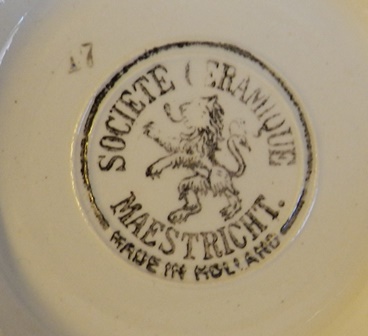 17
SOCIETE CERAMIQUE
MAESTRICHT.
MADE IN HOLLAND